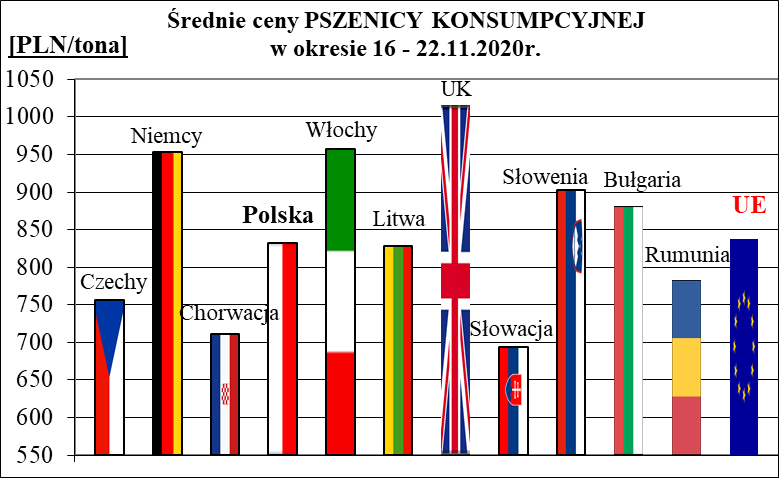 Średnie ceny PSZENICY KONSUMPCYJNEJ
w okresie 16 - 22.11.2020r.
[PLN/tona]
1050
1000
950
900
850
800
750
700
650
600
550
Czechy
Niemcy
Chorwacja
Polska
Włochy
Litwa
UK
Słowacja
Słowenia
Bułgaria
Rumunia
UE